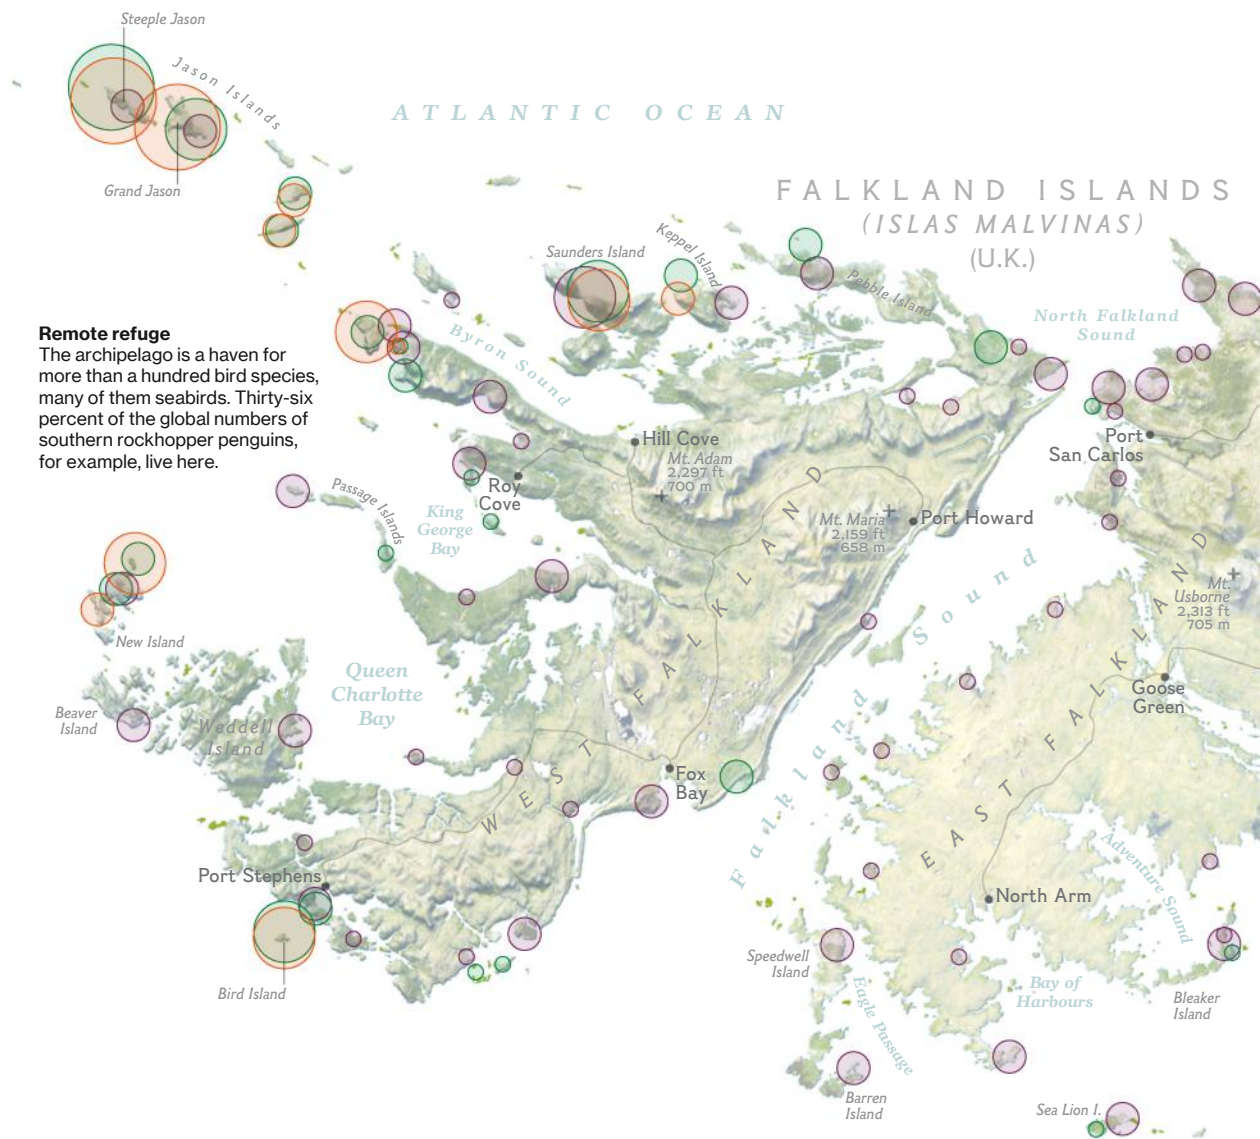 Steeple Jason
Jason Islands
ATLANTIC OCEAN
Grand Jason
FALKLAND ISLANDS
(ISLAS MALVINAS)
(U.K.)
Saunders Island
Keppel Island
Pebble Island
North Falkland
Sound
Remote refuge
The archipelago is a haven for
more than a hundred bird species,
many of them seabirds. Thirty-six
percent of the global numbers of
southern rockhopper penguins,
for example, live here.
Byron Sound
Hill Cove
Mt. Adam
2,297 ft
700 m
Port
San Carlos
Roy
Cove
Passage Islands
King
George
Bay
Mt. Maria
2,159 ft
658 m
Port Howard
Mt.
Usborne
2,313 ft
705 m
New Island
Queen
Charlotte
Bay
Beaver
Island
Weddell
Island
WEST FALKLAND
Falkland Sound
EAST FALKLAND
Goose
Green
Fox
Bay
Port Stephens
Adventure Sound
North Arm
Bird Island
Speedwell
Island
Eagle Passage
Bay of
Harbours
Bleaker
Island
Barren
Island
Sea Lion I.